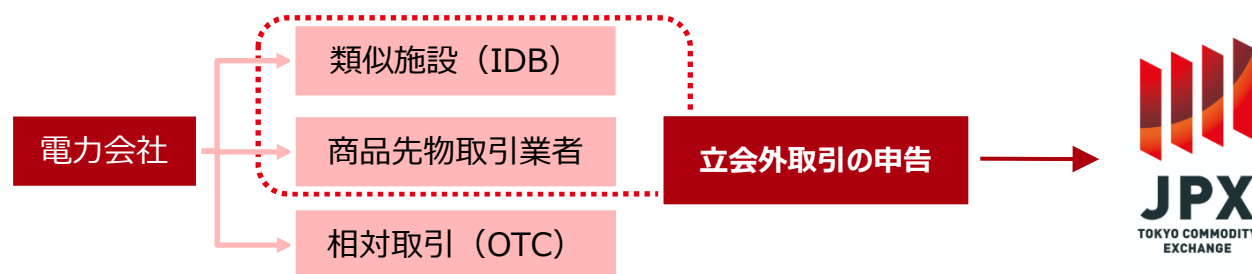 類似施設（IDB）
電力会社
商品先物取引業者
立会外取引の申告
相対取引（OTC）
JPX
TOKYO COMMODITY
EXCHANGE